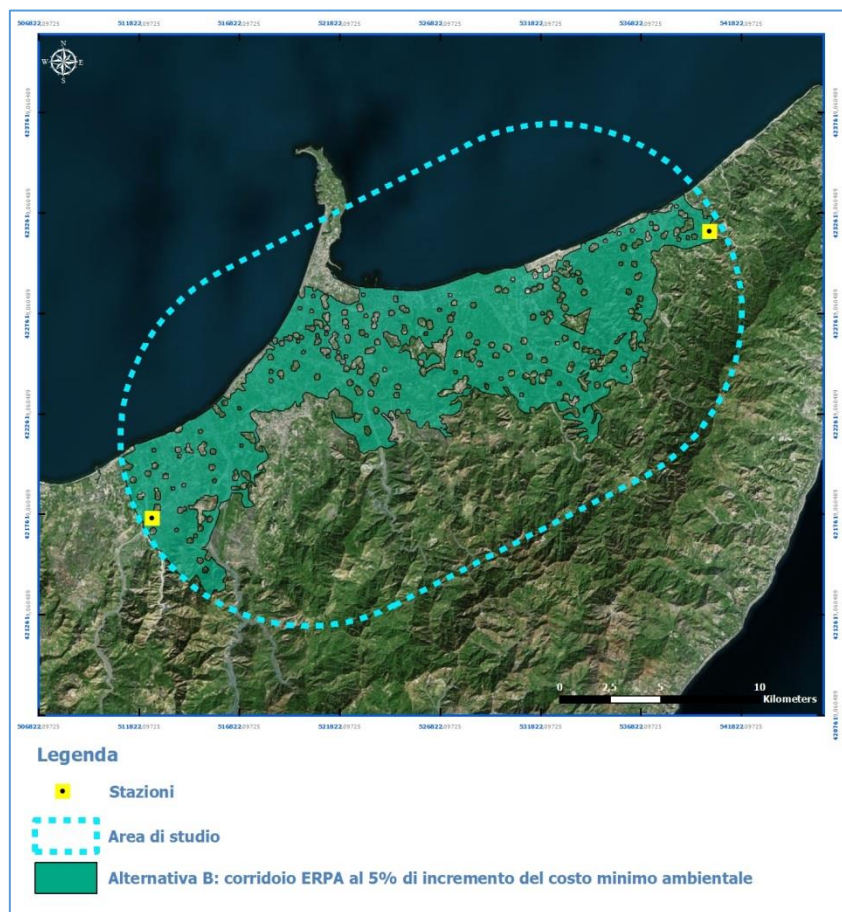 506822,09725 511822,09725 516822,09725 521822,09725 526822,09725 531822,09725 536822,09725 541822,09725
N
W E
S
0 2,5 10
Kilometers
506822,09725 511822,09725 516822,09725 521822,09725 526822,09725 531822,09725 536822,09725 541822,09725
Legenda
Stazioni
Area di studio
Alternativa B: corridoio ERPA al 5% di incremento del costo minimo ambientale